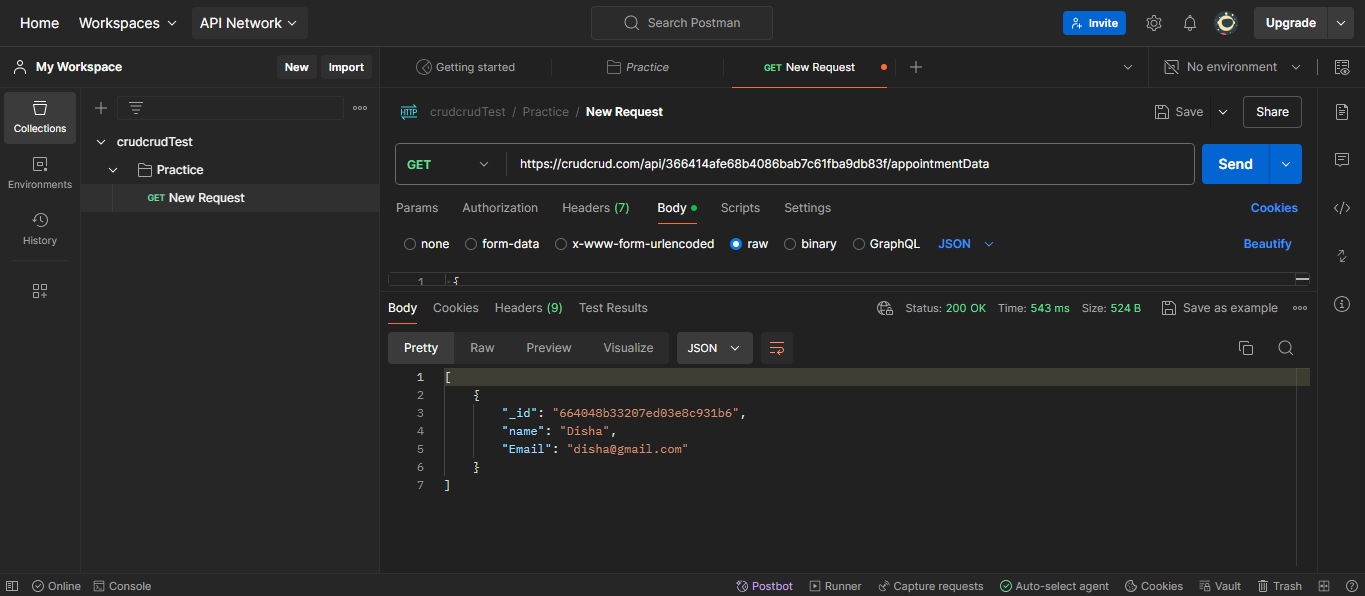 Home Workspaces API Network Search Postman Invite Upgrade
My Workspace New Import Getting started Practice GET New Request No environment
Collections
Environments
History
crudcrudTest
Practice
GET New Request
HTTP crudcrudTest / Practice / New Request Save Share
GET https://crudcrud.com/api/366414afe68b4086bab7c61fba9db83f/appointmentData Send
Params Authorization Headers (7) Body Scripts Settings Cookies
none form-data x-www-form-urlencoded raw binary GraphQL JSON Beautify
1 {
Body Cookies Headers (9) Test Results Status: 200 OK Time: 543 ms Size: 524 B Save as example
Pretty Raw Preview Visualize JSON
1 [
2 {
3 "_id": "664048b33207ed03e8c931b6",
4 "name": "Disha",
5 "Email": "disha@gmail.com"
6 }
7 ]
Online Console Postbot Runner Capture requests Auto-select agent Cookies Vault Trash